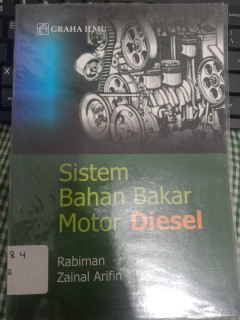 GRAHA ILMU
Sistem
Bahan Bakar
Motor Diesel
Rabiman
Zainal Arifin
84